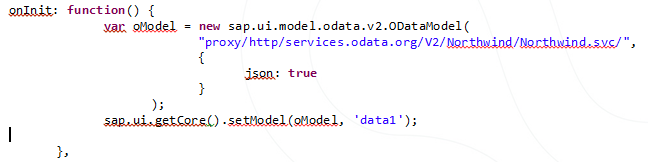 onInit: function() {
var oModel = new sap.ui.model.odata.v2.ODataModel(
"proxy/http/services.odata.org/V2/Northwind/Northwind.svc/",
{
json: true
}
);
sap.ui.getCore().setModel(oModel, 'data1');
},